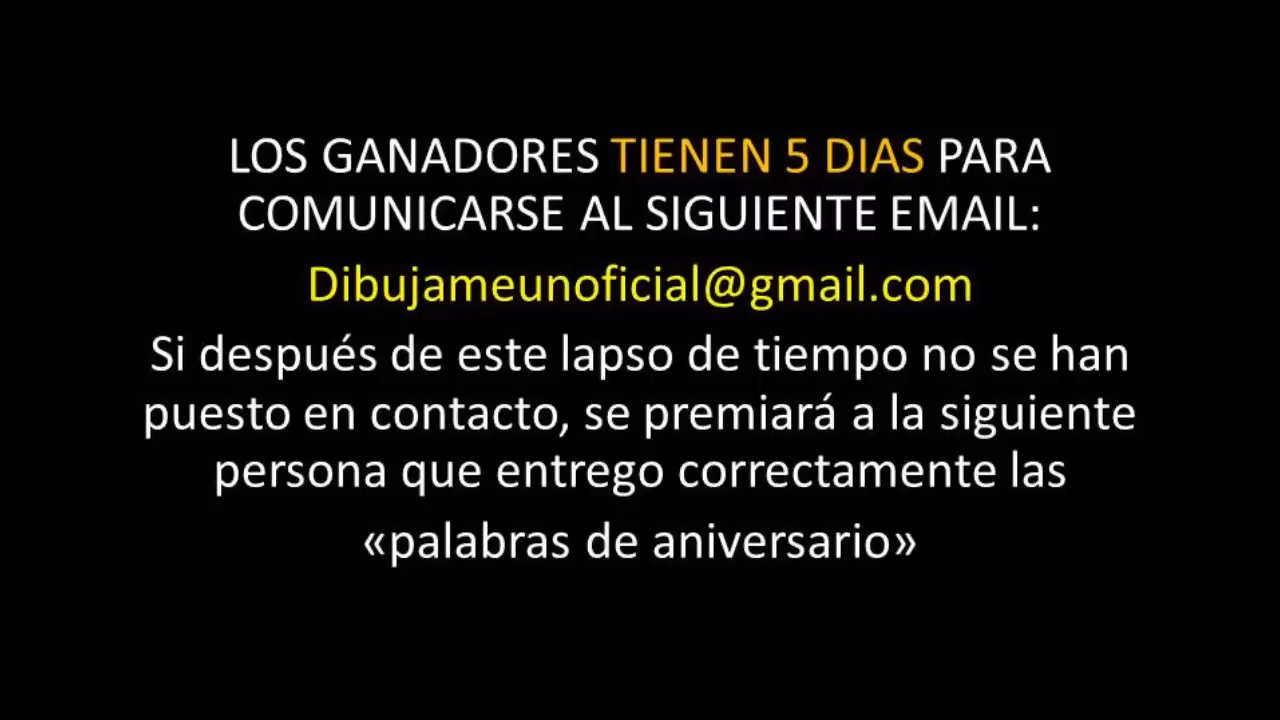 LOS GANADORES TIENEN 5 DIAS PARA
COMUNICARSE AL SIGUIENTE EMAIL:
Dibujameunoficial@gmail.com
Si después de este lapso de tiempo no se han
puesto en contacto, se premiará a la siguiente
persona que entrego correctamente las
«palabras de aniversario»